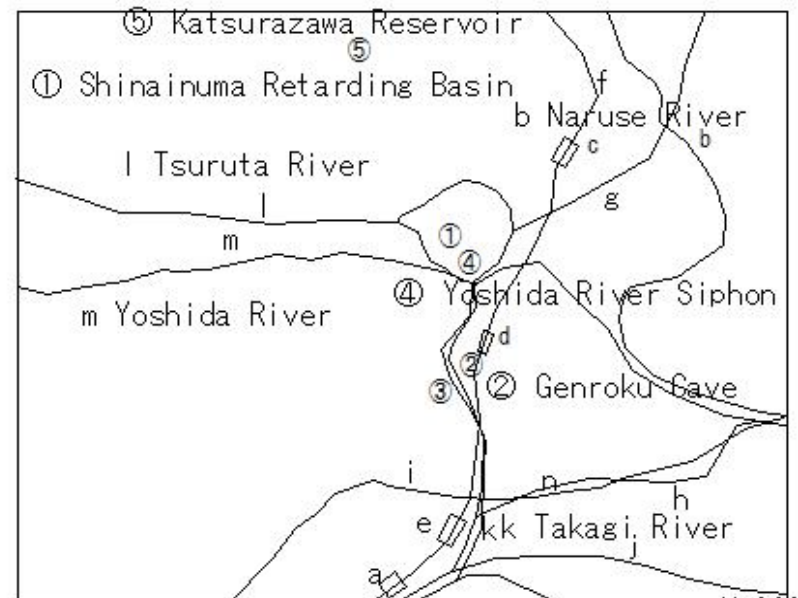 ⑤ Katsurazawa Reservoir
⑤
① Shinainuma Retarding Basin
f
b Naruse River
c
b
l Tsuruta River
l
g
m
①
④
④ Yoshida River Siphon
m Yoshida River
d
②
② Genroku Cave
③
i
n
h
e
kk Takagi River
j
a